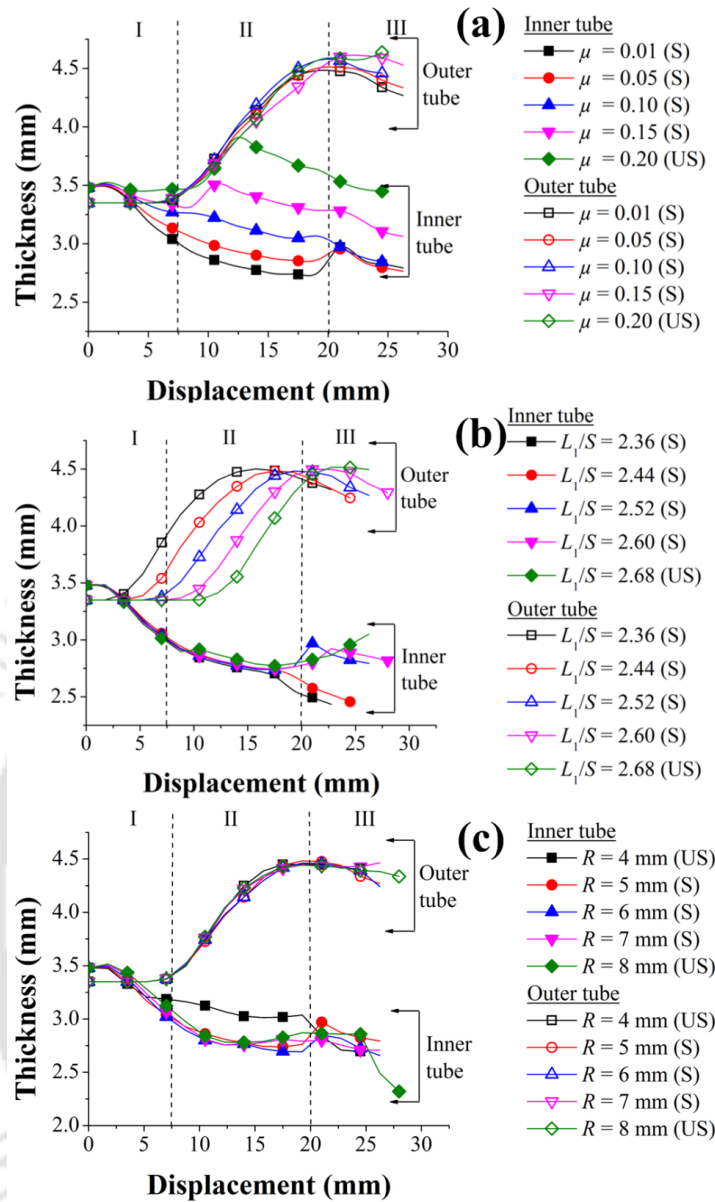 I II III (a)
4.5
4.0
3.5
3.0
2.5
Thickness (mm)
Outer
tube
Inner
tube
0 5 10 15 20 25 30
Displacement (mm)
Inner tube
μ = 0.01 (S)
μ = 0.05 (S)
μ = 0.10 (S)
μ = 0.15 (S)
μ = 0.20 (US)
Outer tube
μ = 0.01 (S)
μ = 0.05 (S)
μ = 0.10 (S)
μ = 0.15 (S)
μ = 0.20 (US)
I II III (b)
4.5
4.0
3.5
3.0
2.5
Thickness (mm)
Outer
tube
Inner
tube
0 5 10 15 20 25 30
Displacement (mm)
Inner tube
L₁/S = 2.36 (S)
L₁/S = 2.44 (S)
L₁/S = 2.52 (S)
L₁/S = 2.60 (S)
L₁/S = 2.68 (US)
Outer tube
L₁/S = 2.36 (S)
L₁/S = 2.44 (S)
L₁/S = 2.52 (S)
L₁/S = 2.60 (S)
L₁/S = 2.68 (US)
I II III (c)
4.5
4.0
3.5
3.0
2.5
2.0
Thickness (mm)
Outer
tube
Inner
tube
0 5 10 15 20 25 30
Displacement (mm)
Inner tube
R = 4 mm (US)
R = 5 mm (S)
R = 6 mm (S)
R = 7 mm (S)
R = 8 mm (US)
Outer tube
R = 4 mm (US)
R = 5 mm (S)
R = 6 mm (S)
R = 7 mm (S)
R = 8 mm (US)